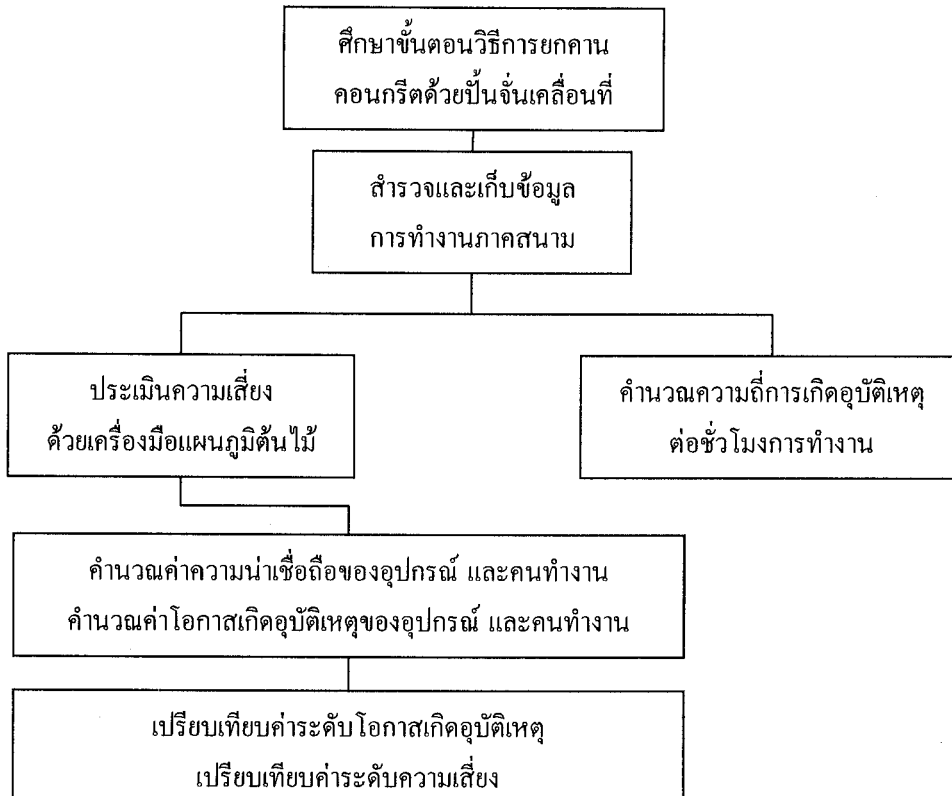 ศึกษาขั้นตอนวิธีการยกคาน
คอนกรีตด้วยปั้นจั่นเคลื่อนที่
สำรวจและเก็บข้อมูล
การทำงานภาคสนาม
ประเมินความเสี่ยง
ด้วยเครื่องมือแผนภูมิต้นไม้
คำนวณความถี่การเกิดอุบัติเหตุ
ต่อชั่วโมงการทำงาน
คำนวณค่าความน่าเชื่อถือของอุปกรณ์ และคนทำงาน
คำนวณค่าโอกาสเกิดอุบัติเหตุของอุปกรณ์ และคนทำงาน
เปรียบเทียบค่าระดับโอกาสเกิดอุบัติเหตุ
เปรียบเทียบค่าระดับความเสี่ยง